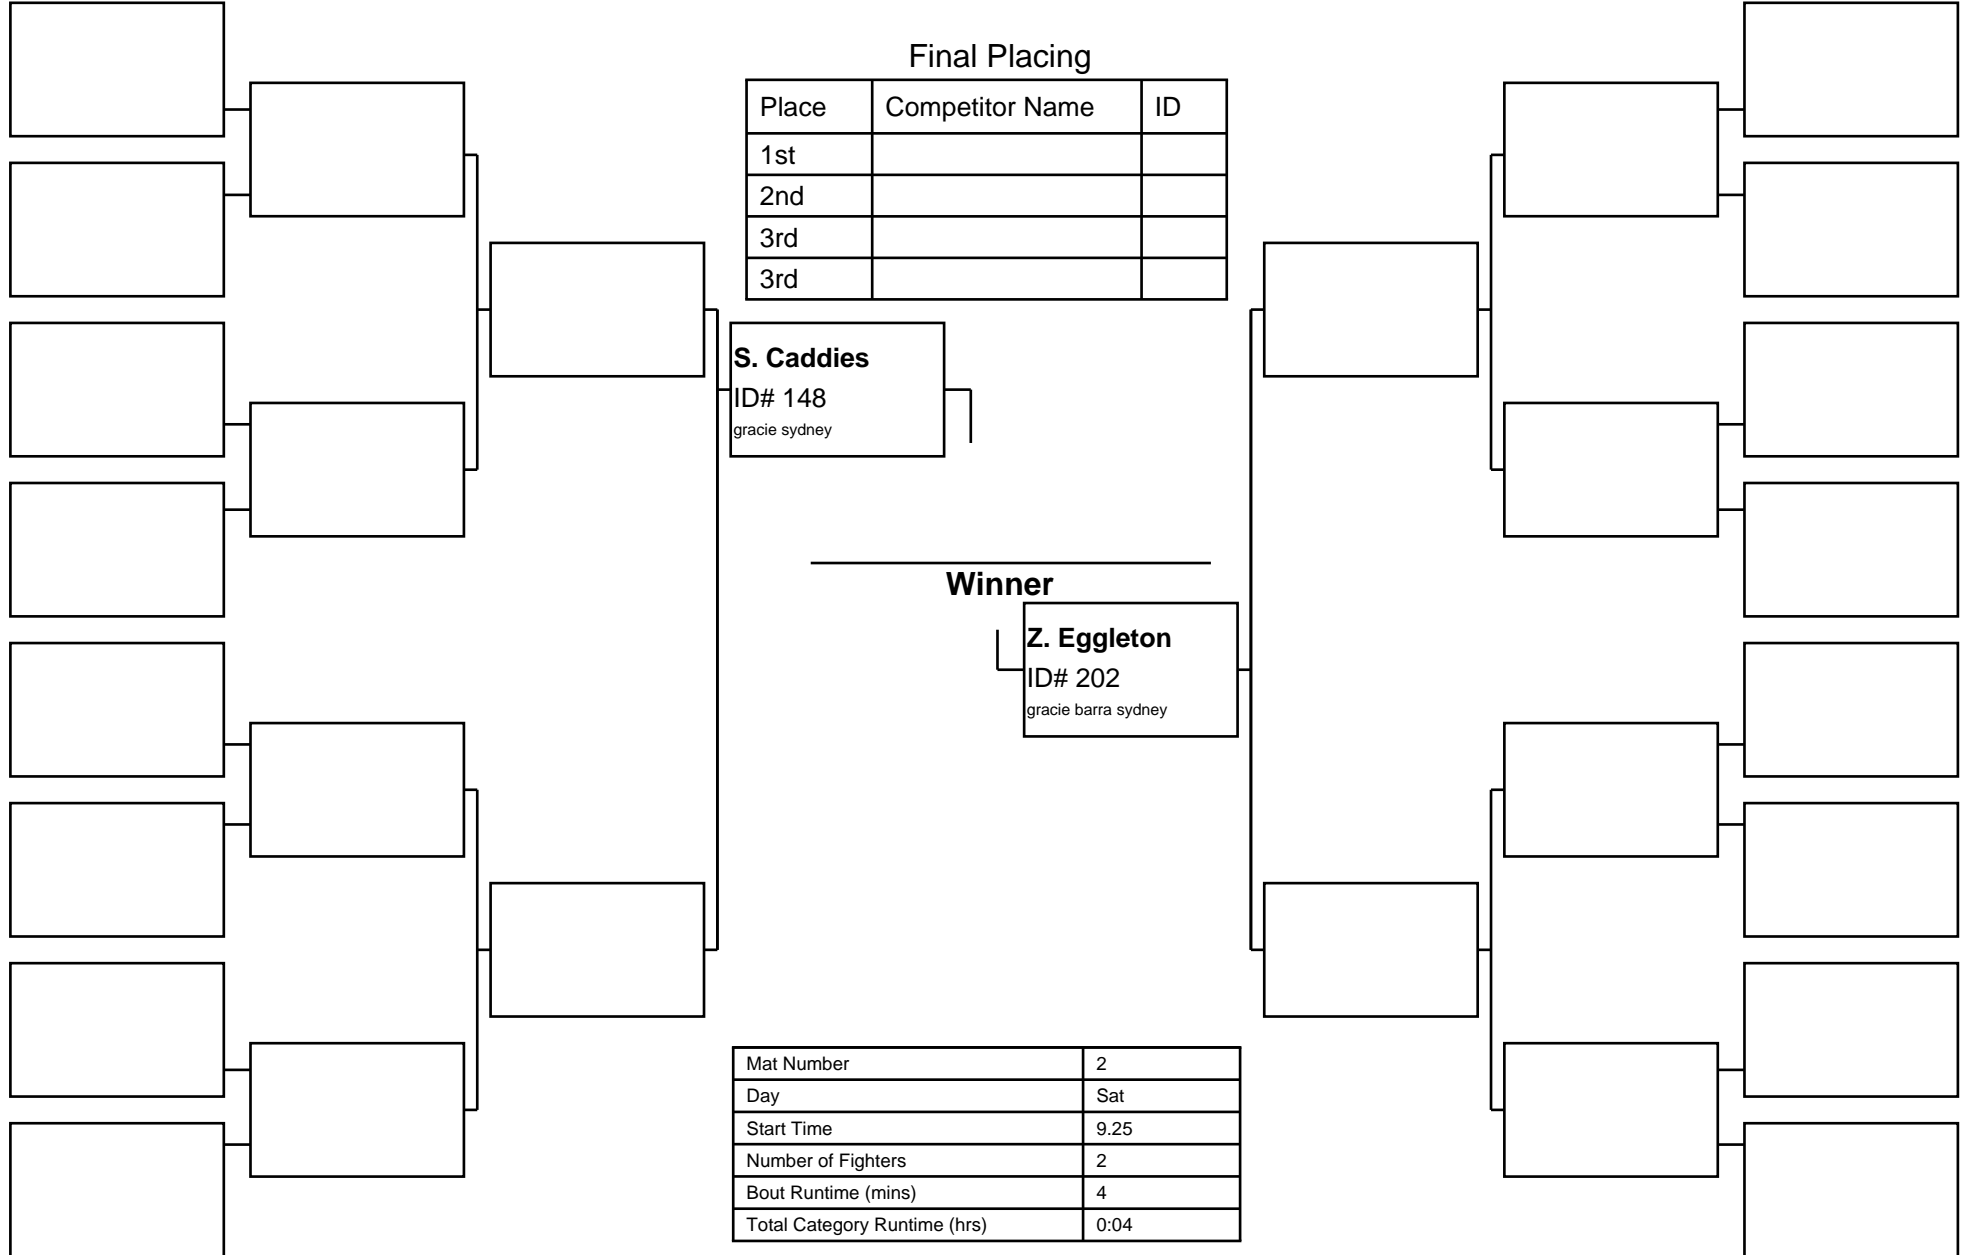 Final Placing
Place Competitor Name ID
1st
2nd
3rd
3rd
S. Caddies
ID# 148
gracie sydney
Winner
Z. Eggleton
ID# 202
gracie barra sydney
Mat Number 2
Day Sat
Start Time 9.25
Number of Fighters 2
Bout Runtime (mins) 4
Total Category Runtime (hrs) 0:04